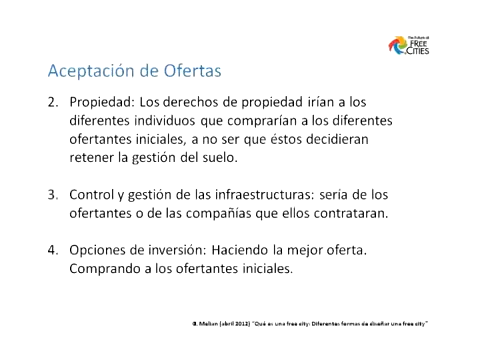 The Future of
FREE
CITIES
Aceptación de Ofertas
2. Propiedad: Los derechos de propiedad irían a los
diferentes individuos que comprarían a los diferentes
ofertantes iniciales, a no ser que éstos decidieran
retener la gestión del suelo.
3. Control y gestión de las infraestructuras: sería de los
ofertantes o de las compañías que ellos contrataran.
4. Opciones de inversión: Haciendo la mejor oferta.
Comprando a los ofertantes iniciales.
(abril 2012) "Qué es una free city: Diferentes formas de diseñar una free city"